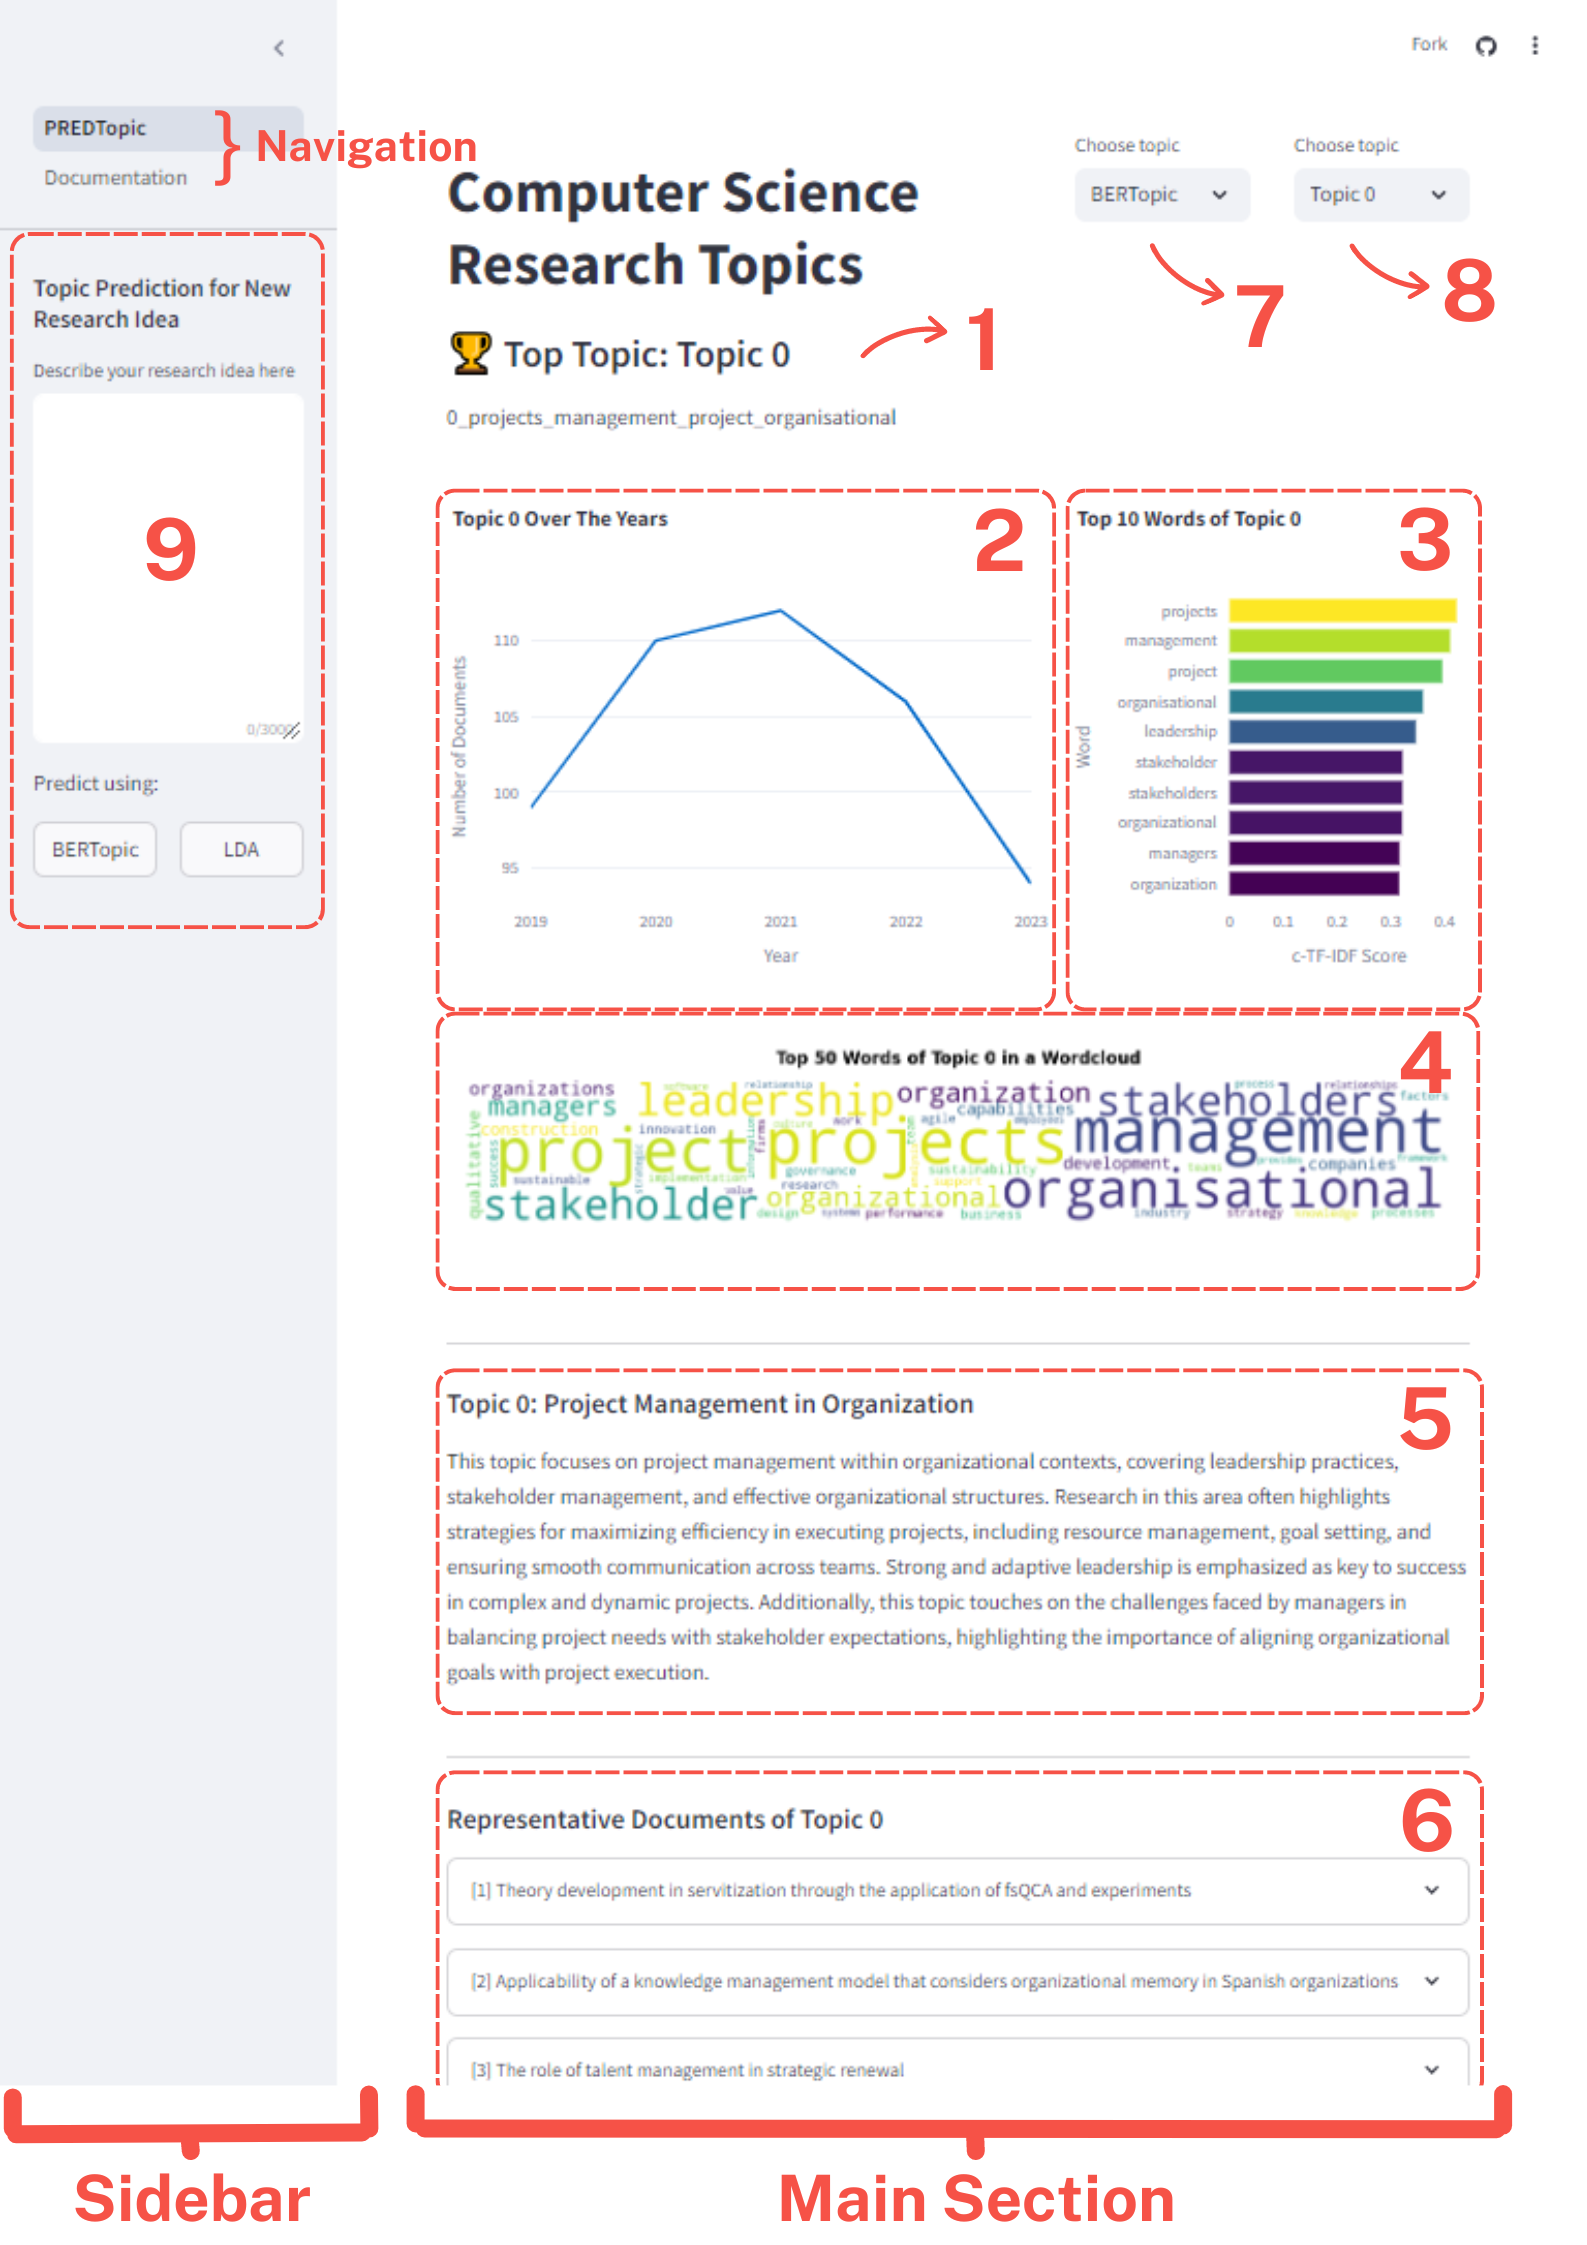 Fork
PREDTopic
Documentation
Navigation
Topic Prediction for New
Research Idea
Describe your research idea here
9
0/3000
Predict using:
BERTopic
LDA
Computer Science
Research Topics
Choose topic
BERTopic
Choose topic
Topic 0
7
8
Top Topic: Topic 0
1
0_projects_management_project_organisational
Topic 0 Over The Years
2
Number of Documents
110
105
100
95
2019
2020
2021
2022
2023
Year
Top 10 Words of Topic 0
3
Word
projects
management
project
organisational
leadership
stakeholder
stakeholders
organizational
managers
organization
0
0.1
0.2
0.3
0.4
c-TF-IDF Score
Top 50 Words of Topic 0 in a Wordcloud
4
organizations
software
relationship
leadership
organization
process
relationships
stakeholders
factors
managers
capabilities
construction
innovation
culture
work
agile
employees
management
qualitative
success
project
strategic
information
firms
projects
team
analysis
development
teams
provides
companies
framework
sustainable
implementation
governance
sustainability
research
support
value
stakeholder
organizational
organisational
design
systems
performance
business
industry
strategy
knowledge
processes
Topic 0: Project Management in Organization
5
This topic focuses on project management within organizational contexts, covering leadership practices,
stakeholder management, and effective organizational structures. Research in this area often highlights
strategies for maximizing efficiency in executing projects, including resource management, goal setting, and
ensuring smooth communication across teams. Strong and adaptive leadership is emphasized as key to success
in complex and dynamic projects. Additionally, this topic touches on the challenges faced by managers in
balancing project needs with stakeholder expectations, highlighting the importance of aligning organizational
goals with project execution.
Representative Documents of Topic 0
6
[1] Theory development in servitization through the application of fsQCA and experiments
[2] Applicability of a knowledge management model that considers organizational memory in Spanish organizations
[3] The role of talent management in strategic renewal
Sidebar
Main Section